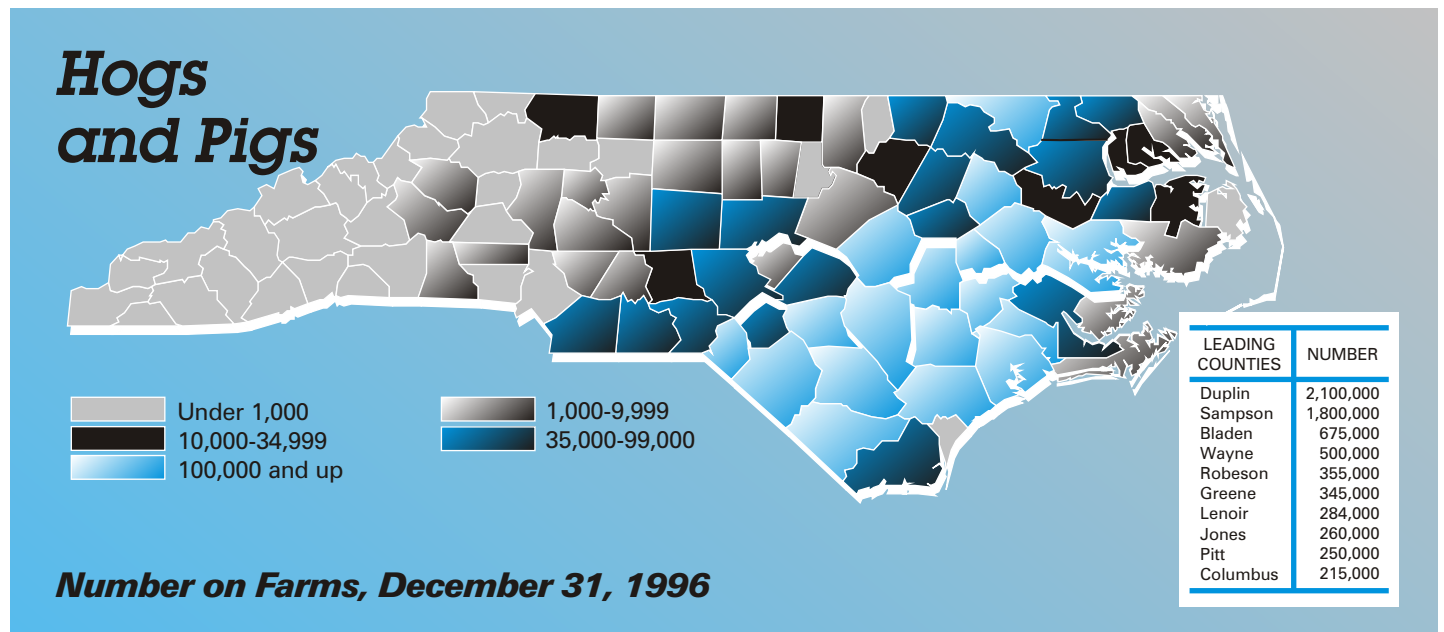 Hogs
and Pigs
Under 1,000
10,000-34,999
100,000 and up
1,000-9,999
35,000-99,000
Number on Farms, December 31, 1996
LEADING COUNTIES NUMBER
Duplin 2,100,000
Sampson 1,800,000
Bladen 675,000
Wayne 500,000
Robeson 355,000
Greene 345,000
Lenoir 284,000
Jones 260,000
Pitt 250,000
Columbus 215,000